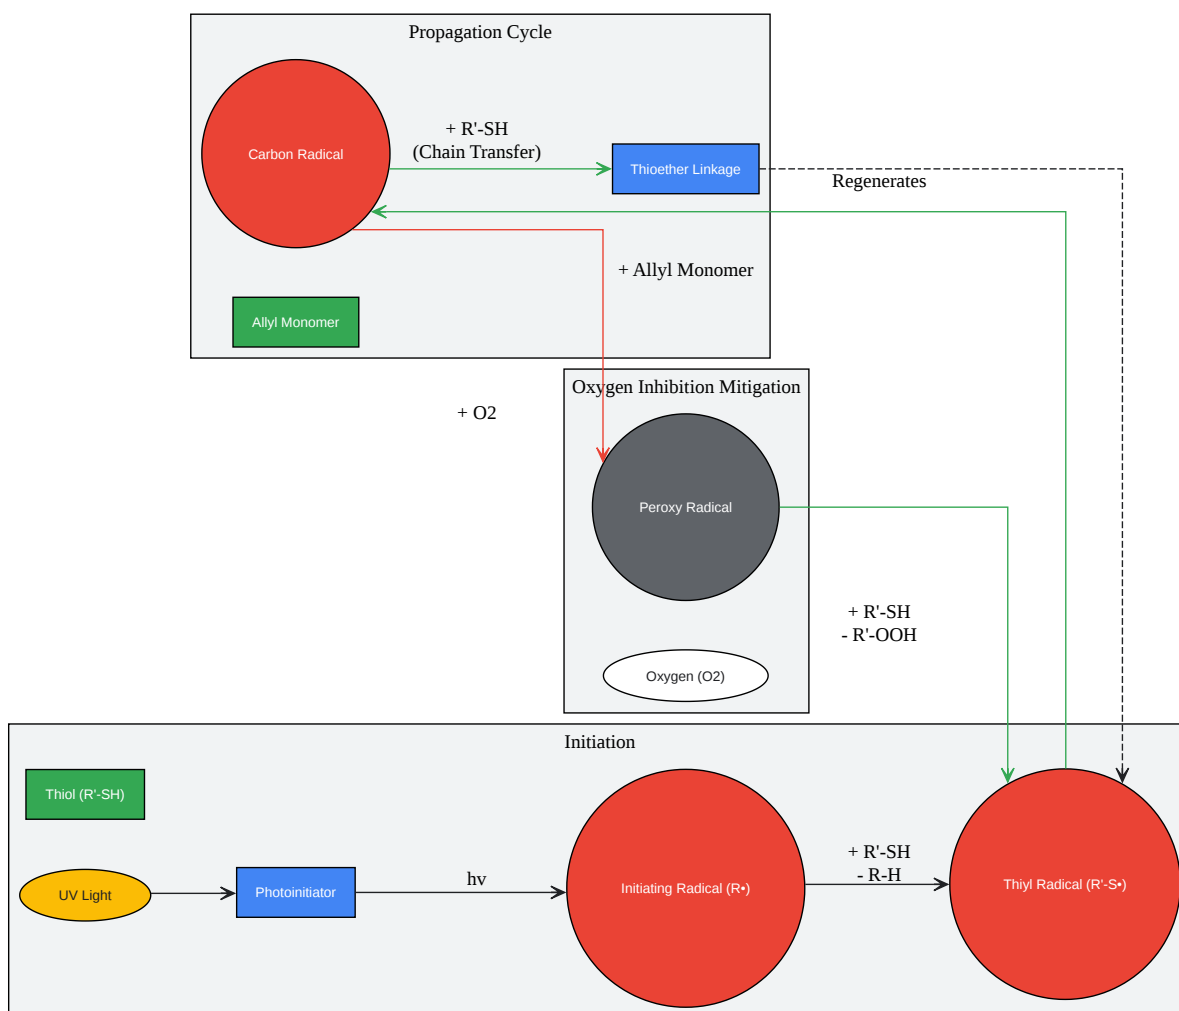 Propagation Cycle
Carbon Radical
+ R'-SH
(Chain Transfer)
Thioether Linkage
Regenerates
+ Allyl Monomer
Allyl Monomer
Oxygen Inhibition Mitigation
+ O2
Peroxy Radical
+ R'-SH
- R'-OOH
Oxygen (O2)
Initiation
Thiol (R'-SH)
UV Light
Photoinitiator
hv
Initiating Radical (R•)
+ R'-SH
- R-H
Thiyl Radical (R'-S•)